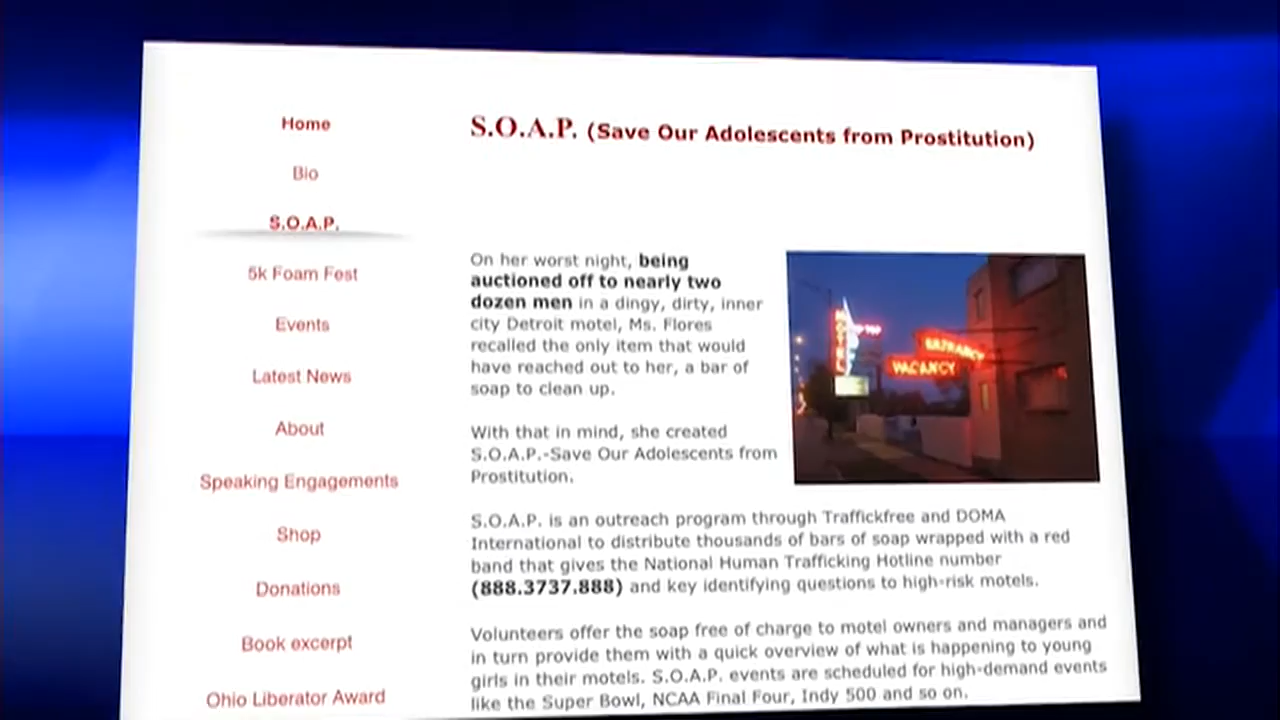 Home
Bio
S.O.A.P.
5k Foam Fest
Events
Latest News
About
Speaking Engagements
Shop
Donations
Book excerpt
Ohio Liberator Award
S.O.A.P. (Save Our Adolescents from Prostitution)
On her worst night, being
auctioned off to nearly two
dozen men in a dingy, dirty, inner
city Detroit motel, Ms. Flores
recalled the only item that would
have reached out to her, a bar of
soap to clean up.
With that in mind, she created
S.O.A.P.-Save Our Adolescents from
Prostitution.
MOTEL
VACANCY
S.O.A.P. is an outreach program through Traffickfree and DOMA
International to distribute thousands of bars of soap wrapped with a red
band that gives the National Human Trafficking Hotline number
(888.3737.888) and key identifying questions to high-risk motels.
Volunteers offer the soap free of charge to motel owners and managers and
in turn provide them with a quick overview of what is happening to young
girls in their motels. S.O.A.P. events are scheduled for high-demand events
like the Super Bowl, NCAA Final Four, Indy 500 and so on.